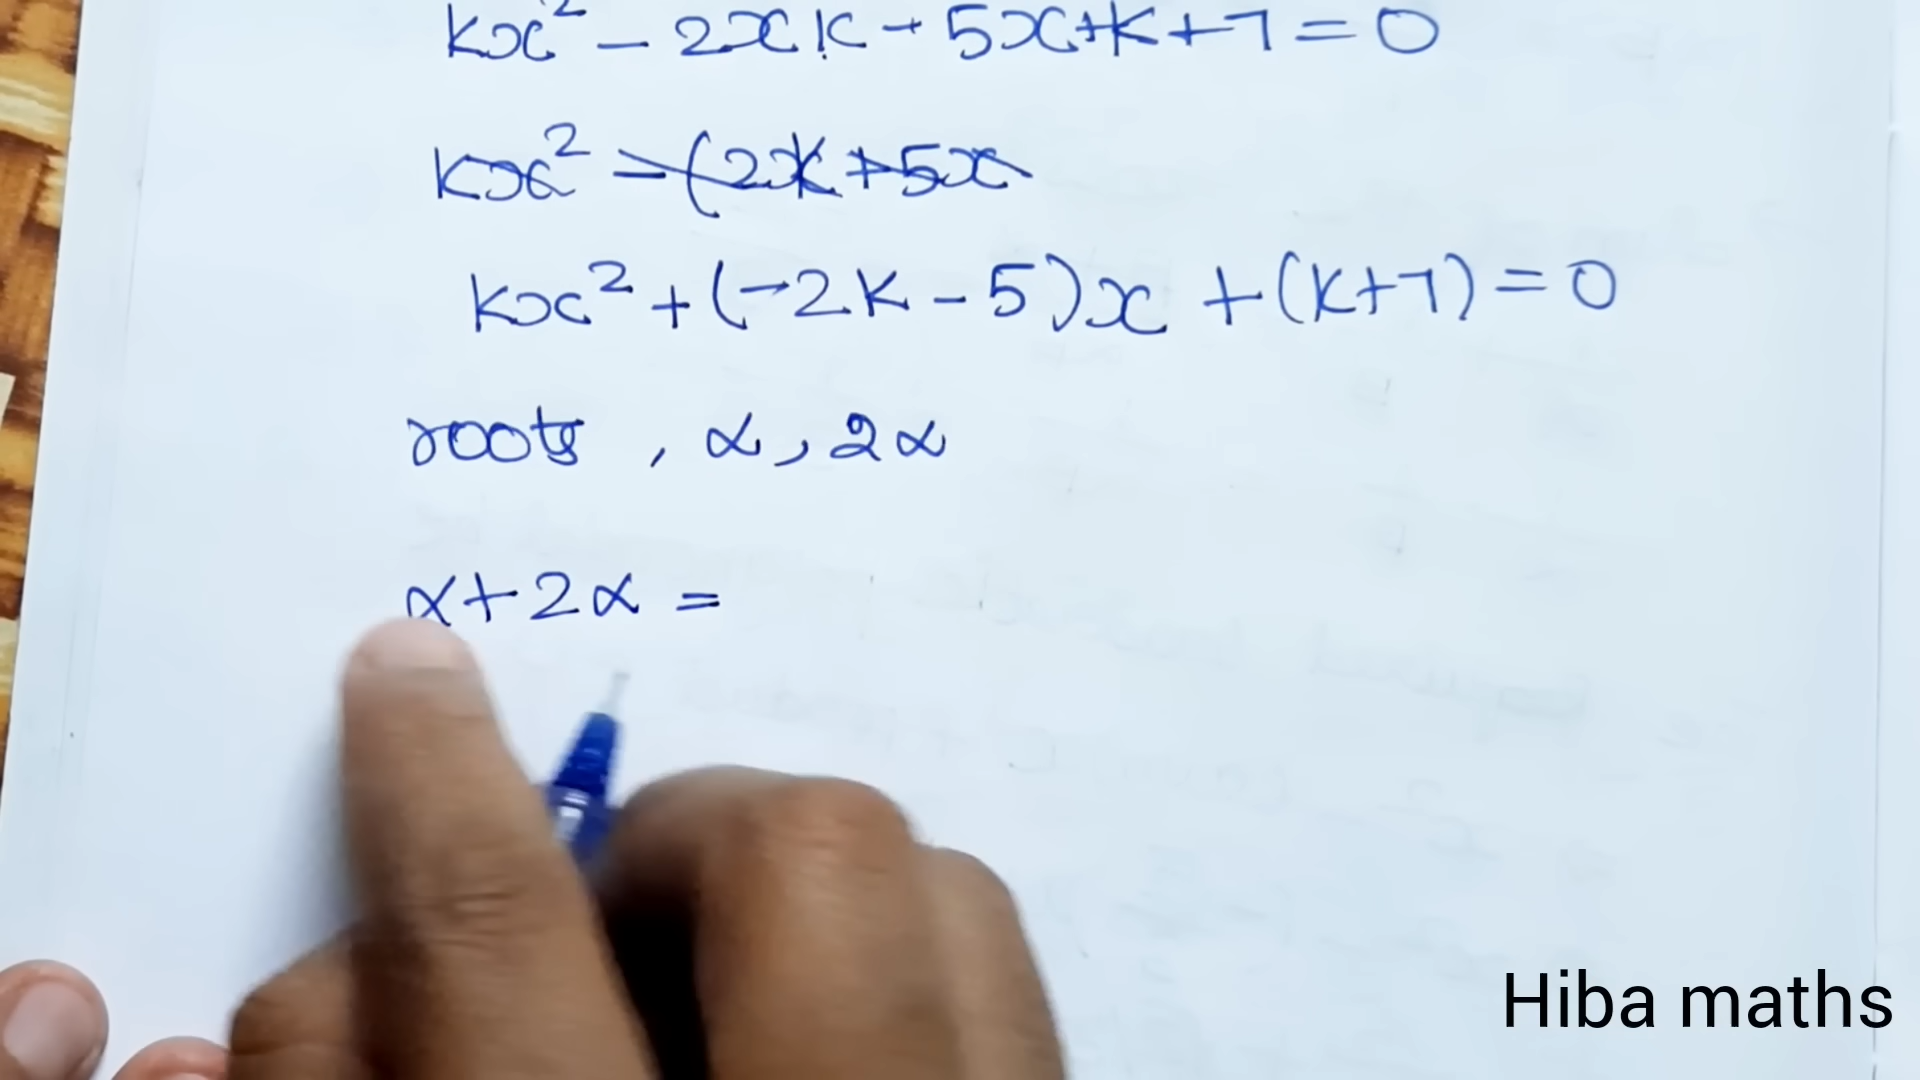 kx² - 2xk - 5x+k+7=0
kx² -(2k+5x
kx² + (-2k - 5)x + (k+7) = 0
roots , α, 2α
α+2α =
Hiba maths